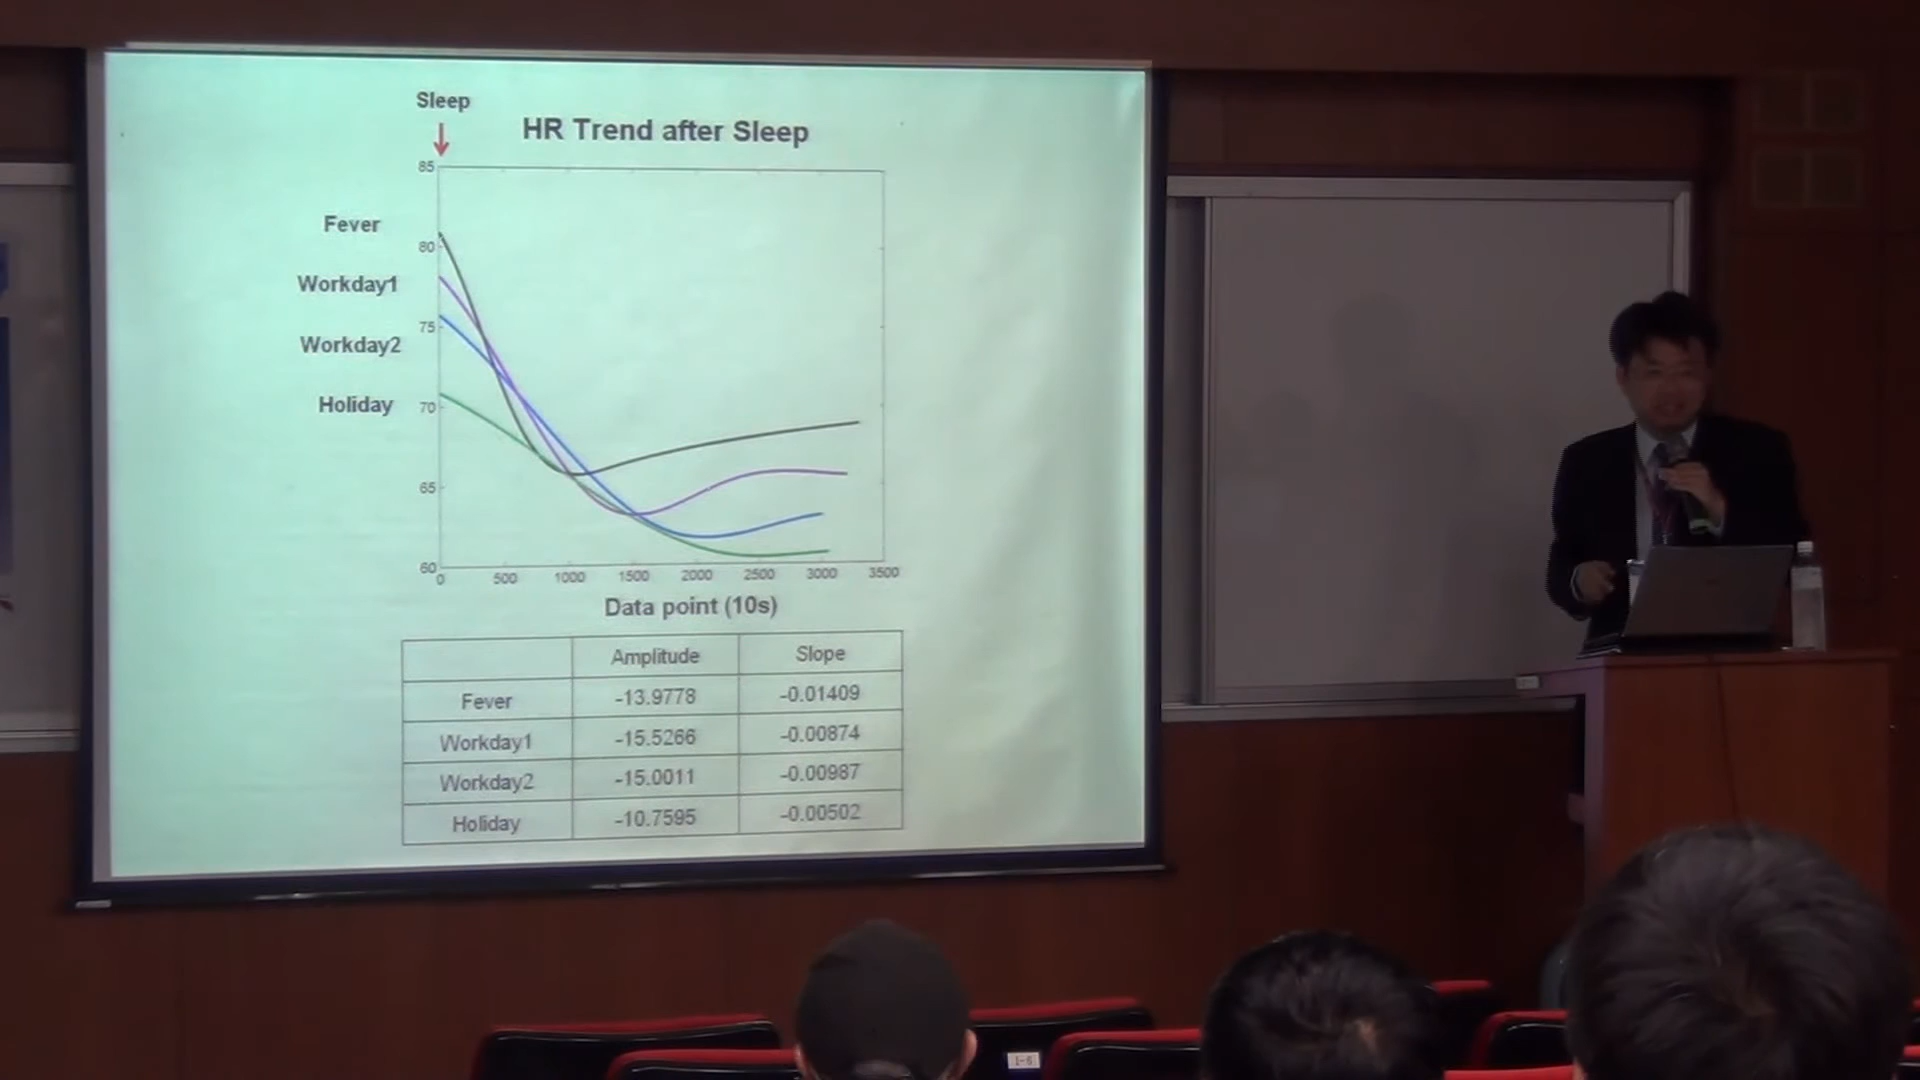 Sleep
HR Trend after Sleep
85
Fever
80
Workday1
75
Workday2
Holiday
70
65
60
0 500 1000 1500 2000 2500 3000 3500
Data point (10s)
Amplitude Slope
Fever -13.9778 -0.01409
Workday1 -15.5266 -0.00874
Workday2 -15.0011 -0.00987
Holiday -10.7595 -0.00502
1-6